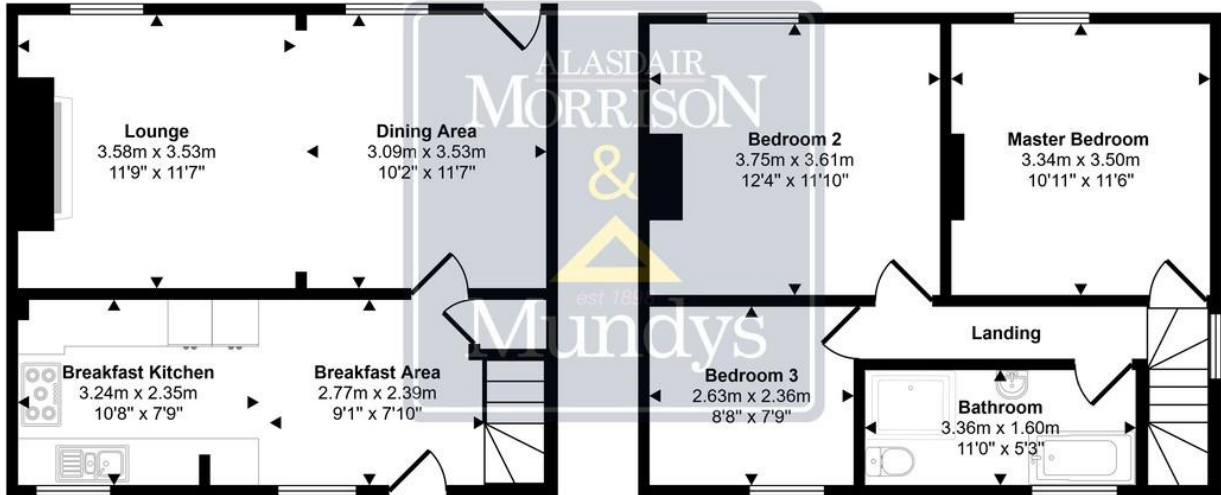 Lounge
3.58m x 3.53m
11'9" x 11'7"
Dining Area
3.09m x 3.53m
10'2" x 11'7"
Breakfast Kitchen
3.24m x 2.35m
10'8" x 7'9"
Breakfast Area
2.77m x 2.39m
9'1" x 7'10"
ALASDAIR
MORRISON
&
est 1898
Mundys
Bedroom 2
3.75m x 3.61m
12'4" x 11'10"
Master Bedroom
3.34m x 3.50m
10'11" x 11'6"
Landing
Bedroom 3
2.63m x 2.36m
8'8" x 7'9"
Bathroom
3.36m x 1.60m
11'0" x 5'3"